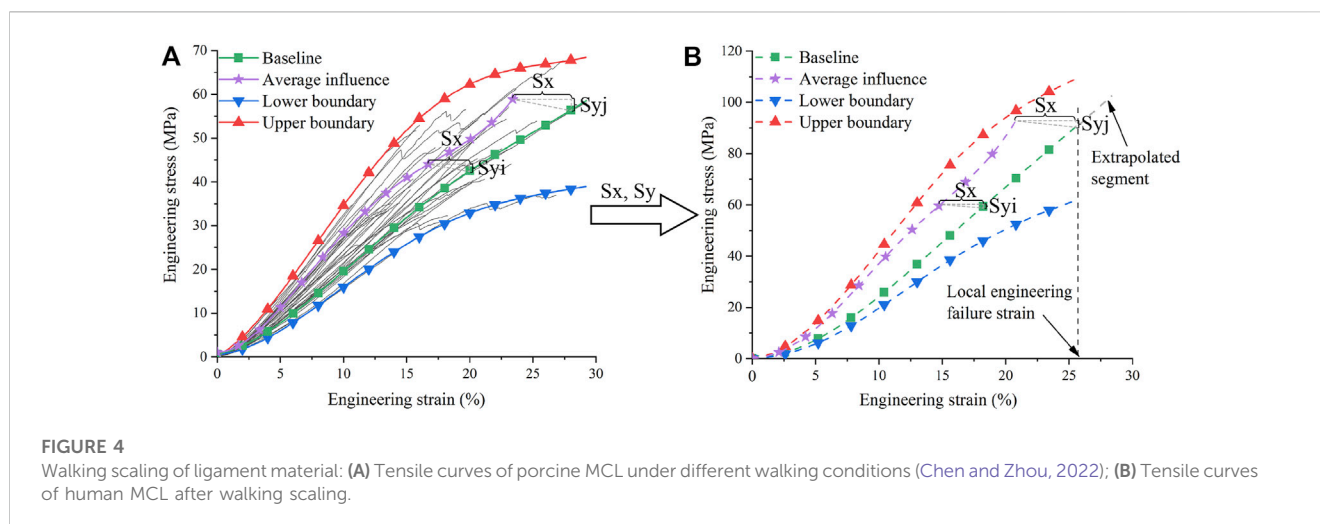 A
70
60
50
40
30
20
10
0
Engineering stress (MPa)
Baseline
Average influence
Lower boundary
Upper boundary
Sx
Syj
Sx
Syi
0 5 10 15 20 25 30
Engineering strain (%)
Sx, Sy
B
120
100
80
60
40
20
0
Engineering stress (MPa)
Baseline
Average influence
Lower boundary
Upper boundary
Sx
Syj
Extrapolated
segment
Sx
Syi
Local engineering
failure strain
0 5 10 15 20 25 30
Engineering strain (%)
FIGURE 4
Walking scaling of ligament material: (A) Tensile curves of porcine MCL under different walking conditions (Chen and Zhou, 2022); (B) Tensile curves
of human MCL after walking scaling.